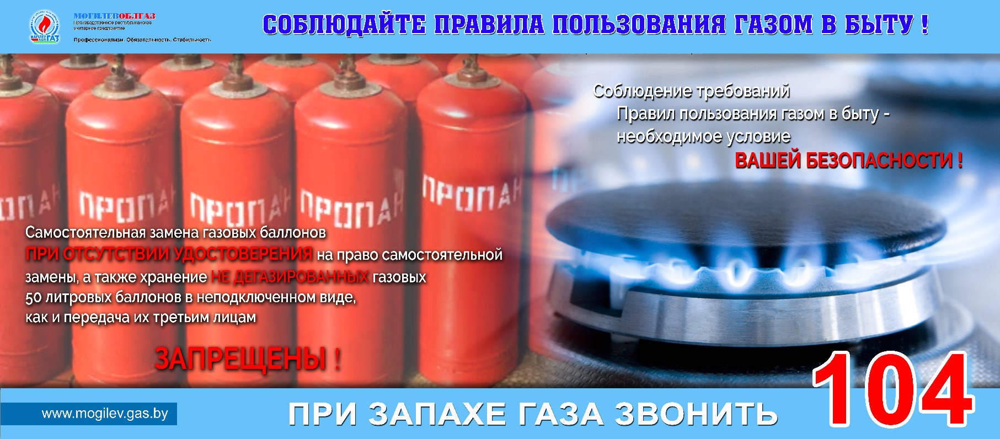 МОГИЛЕВОБЛГАЗ
Производственное республиканское
унитарное предприятие
Профессионализм. Обязательность. Стабильность
ГАЗ
СОБЛЮДАЙТЕ ПРАВИЛА ПОЛЬЗОВАНИЯ ГАЗОМ В БЫТУ !
Соблюдение требований
Правил пользования газом в быту -
необходимое условие
ВАШЕЙ БЕЗОПАСНОСТИ !
ОПАН
ПРОПАН
ПРОПАН
ПРОПАН
ПРОПАН
Самостоятельная замена газовых баллонов
ПРИ ОТСУТСТВИИ УДОСТОВЕРЕНИЯ на право самостоятельной
замены, а также хранение НЕ ДЕГАЗИРОВАННЫХ газовых
50 литровых баллонов в неподключенном виде,
как и передача их третьим лицам
ЗАПРЕЩЕНЫ !
www.mogilev.gas.by
ПРИ ЗАПАХЕ ГАЗА ЗВОНИТЬ 104